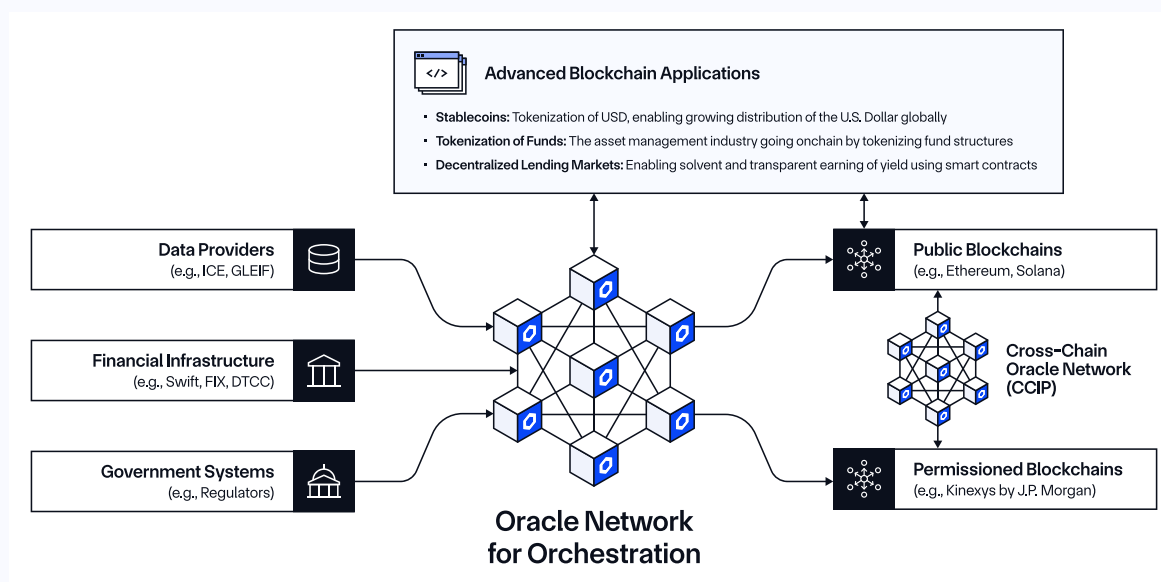 </>
Advanced Blockchain Applications
• Stablecoins: Tokenization of USD, enabling growing distribution of the U.S. Dollar globally
• Tokenization of Funds: The asset management industry going onchain by tokenizing fund structures
• Decentralized Lending Markets: Enabling solvent and transparent earning of yield using smart contracts
Data Providers
(e.g., ICE, GLEIF)
Financial Infrastructure
(e.g., Swift, FIX, DTCC)
Government Systems
(e.g., Regulators)
Oracle Network
for Orchestration
Public Blockchains
(e.g., Ethereum, Solana)
Cross-Chain
Oracle Network
(CCIP)
Permissioned Blockchains
(e.g., Kinexys by J.P. Morgan)